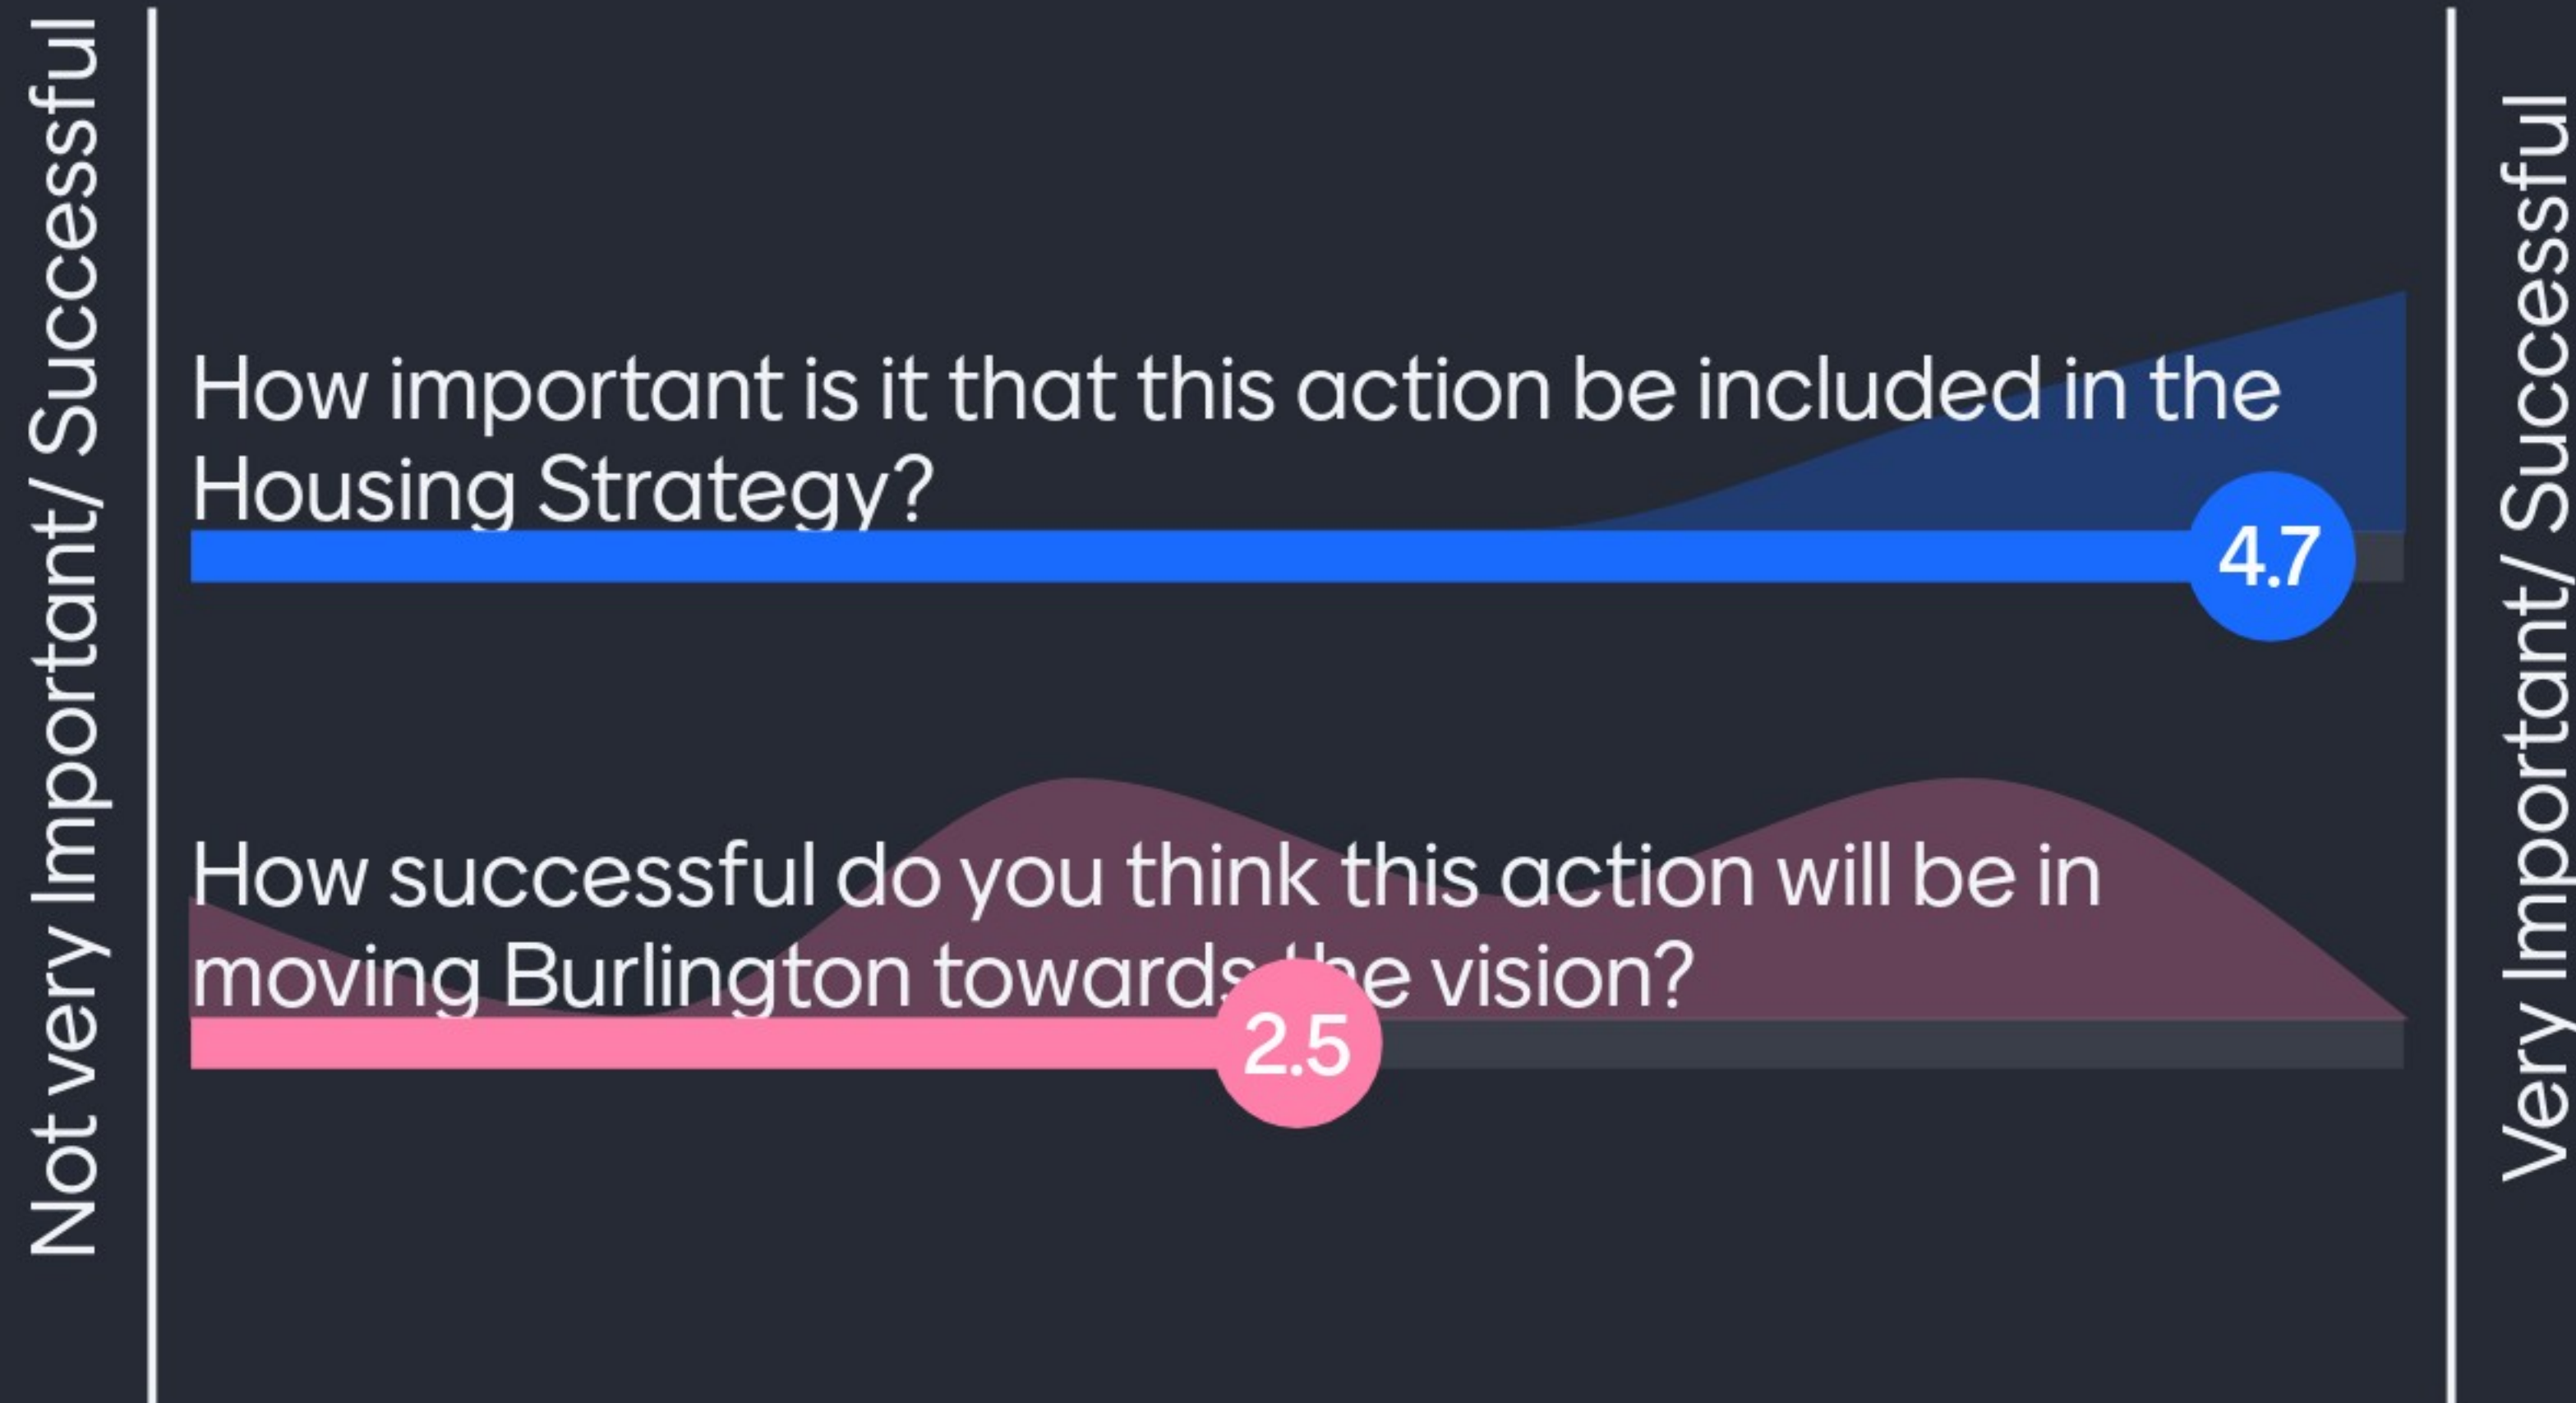 Not very Important/ Successful
How important is it that this action be included in the
Housing Strategy?
4.7
How successful do you think this action will be in
moving Burlington towards the vision?
2.5
Very Important/ Successful